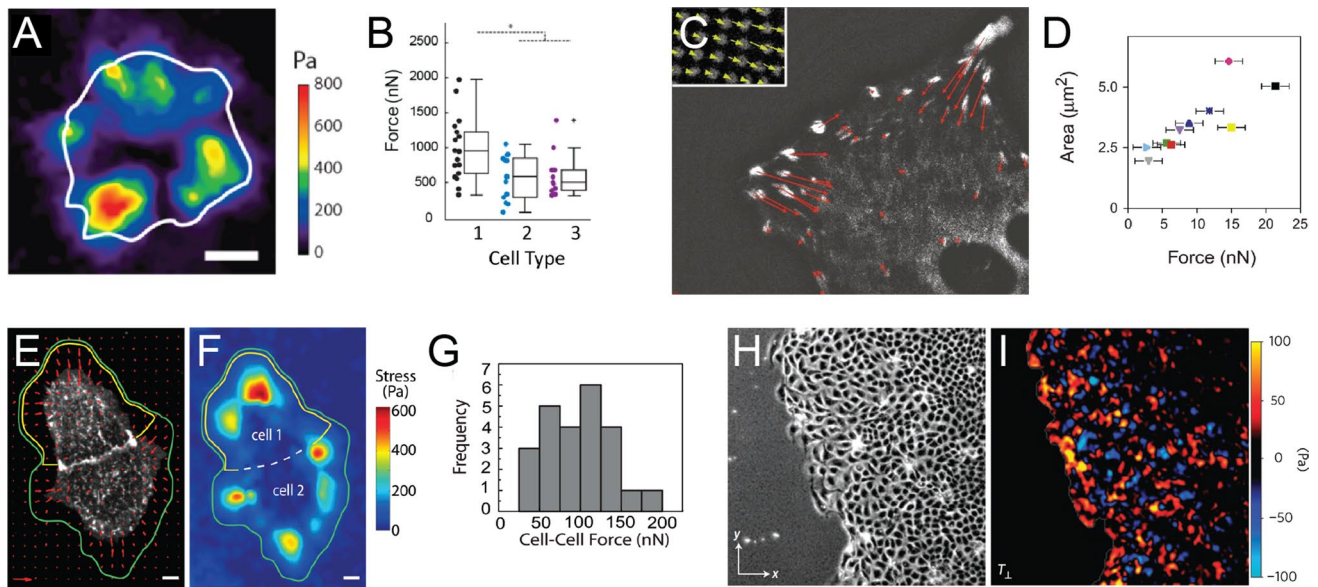 A
Pa
800
600
400
200
0
B
Force (nN)
2500
2000
1500
1000
500
0
*
+
1 2 3
Cell Type
C
D
Area (μm²)
5.0
2.5
0
0 5 10 15 20 25
Force (nN)
E
F
cell 1
cell 2
Stress
(Pa)
600
400
200
0
G
Frequency
7
6
5
4
3
2
1
0
50 100 150 200
Cell-Cell Force (nN)
H
y
x
I
T⊥
100
50
0
−50
−100
(Pa)